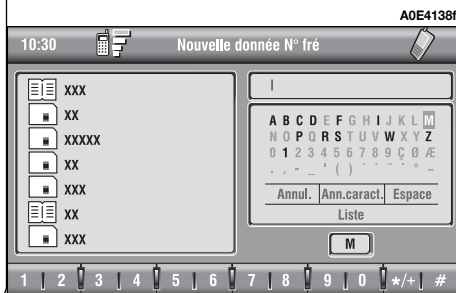 A0E4138f
10:30 Nouvelle donnée N° fré
xxx
xx
xxxxx
xx
xxx
xx
xxx
I
A B C D E F G H I J K L M
N O P Q R S T U V W X Y Z
0 1 2 3 4 5 6 7 8 9 Ç Ø Æ
. , - _ ' ( ) ´ ` ¨ ^ ° ~
Annul. Ann.caract. Espace
Liste
M
1 2 3 4 5 6 7 8 9 0 */+ #